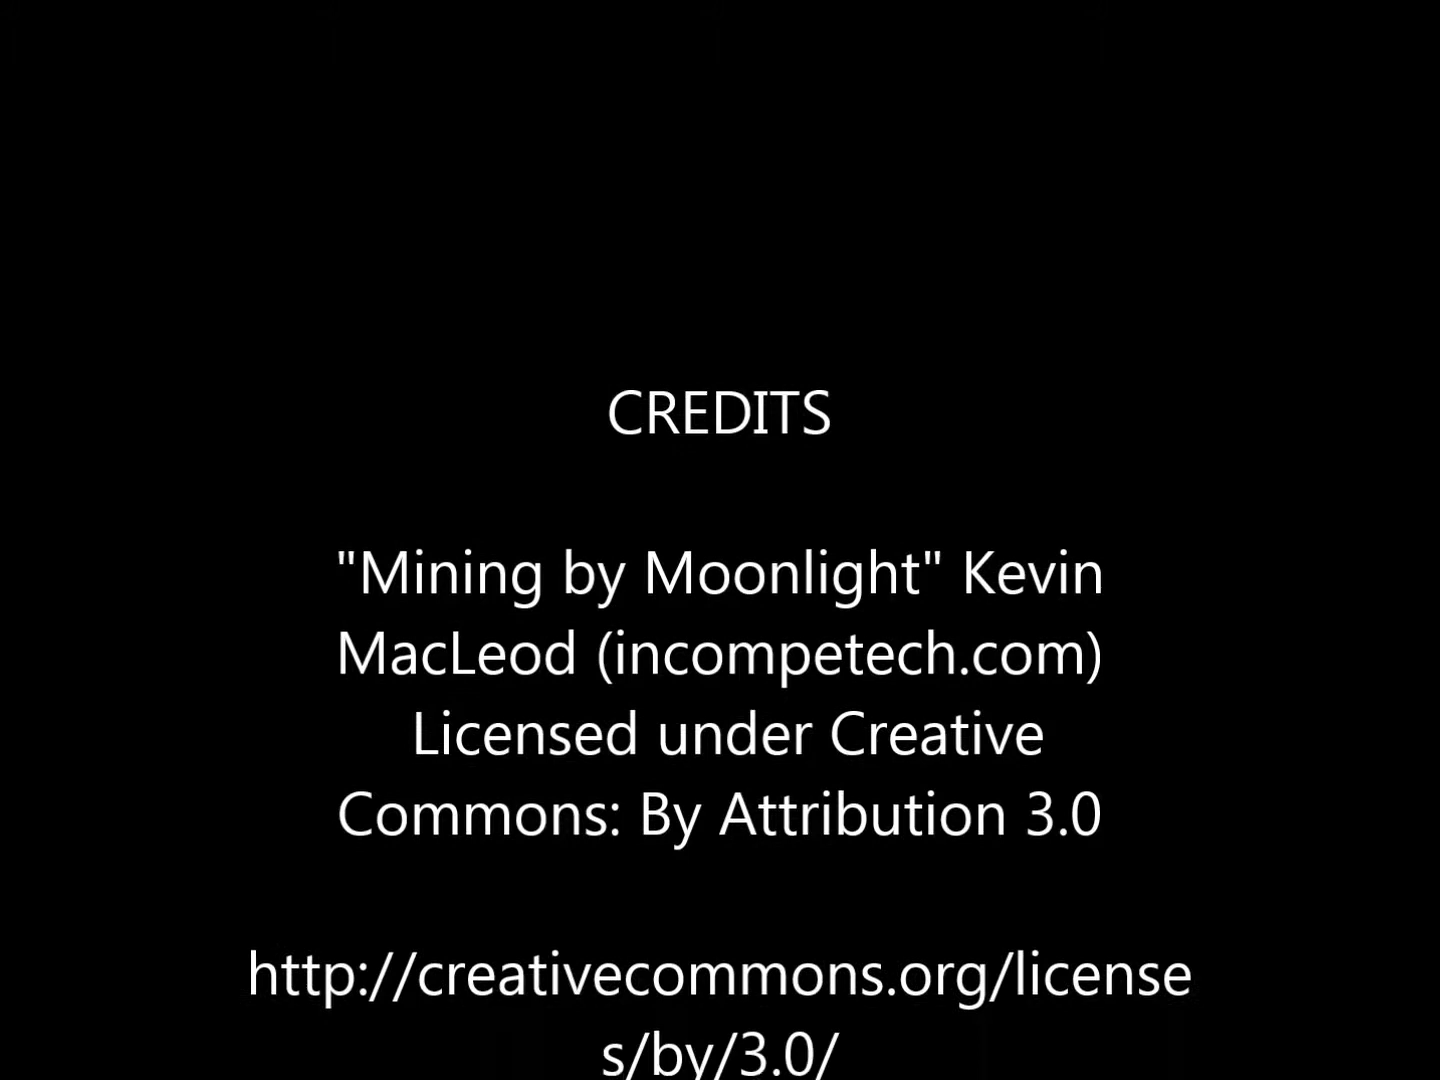 CREDITS
"Mining by Moonlight" Kevin
MacLeod (incompetech.com)
Licensed under Creative
Commons: By Attribution 3.0
http://creativecommons.org/license
s/by/3.0/